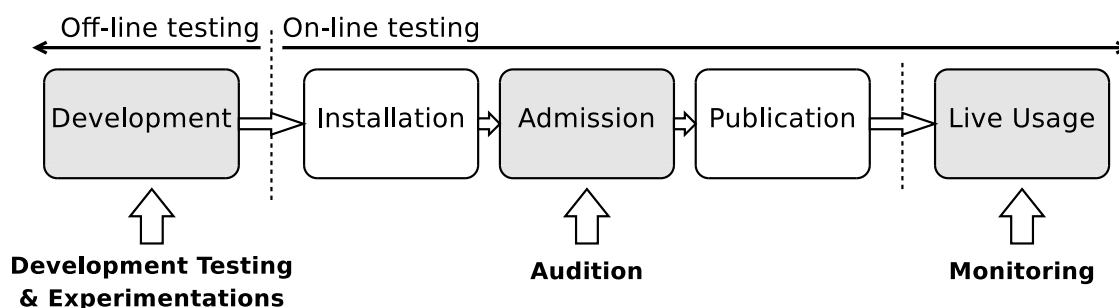 Off-line testing
On-line testing
Development
Installation
Admission
Publication
Live Usage
Development Testing
& Experimentations
Audition
Monitoring